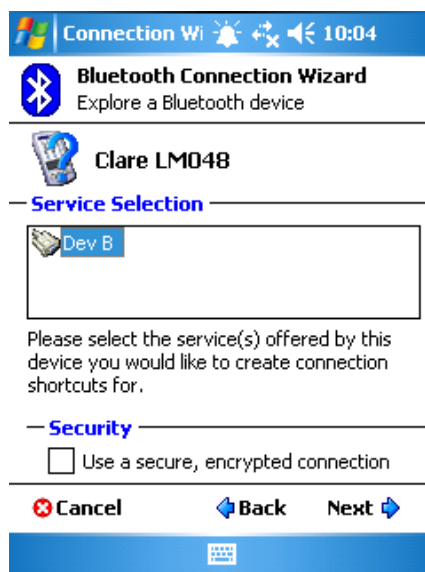 Connection Wi 10:04
Bluetooth Connection Wizard
Explore a Bluetooth device
Clare LM048
Service Selection
Dev B
Please select the service(s) offered by this
device you would like to create connection
shortcuts for.
Security
Use a secure, encrypted connection
Cancel Back Next